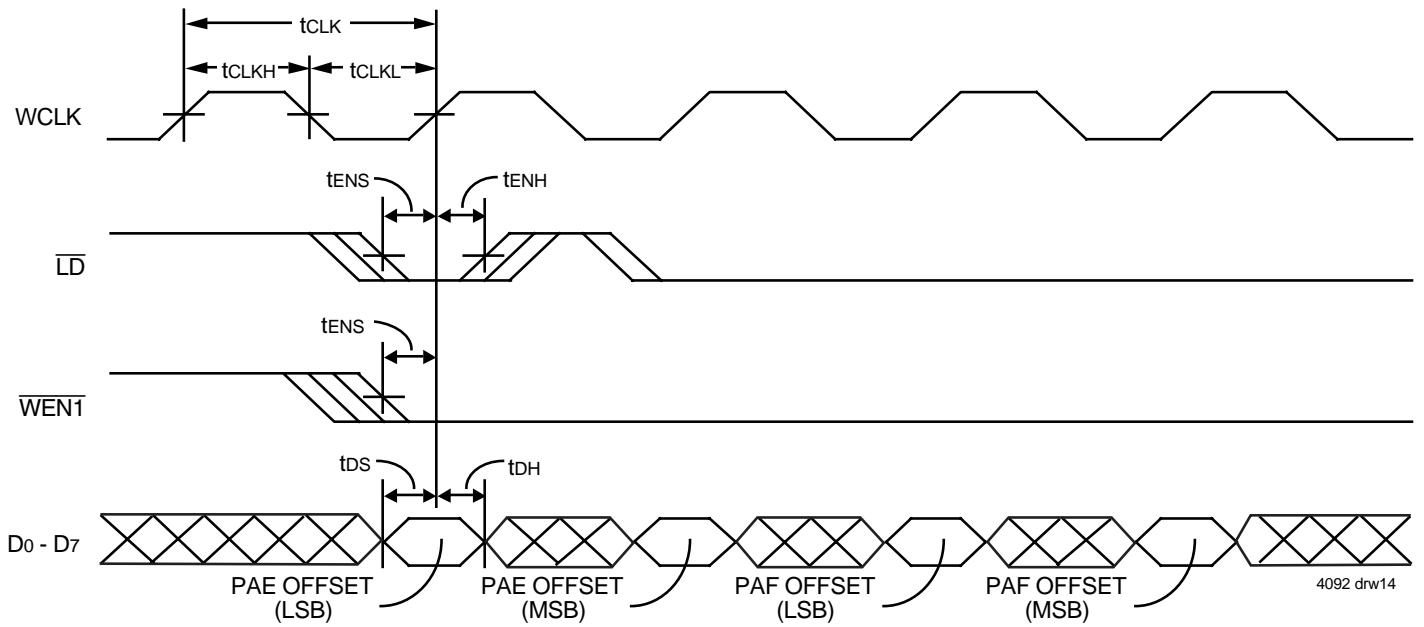 tCLK
tCLKH
tCLKL
WCLK
tENS
tENH
LD
tENS
WEN1
tDS
tDH
D0 - D7
PAE OFFSET
(LSB)
PAE OFFSET
(MSB)
PAF OFFSET
(LSB)
PAF OFFSET
(MSB)
4092 drw14